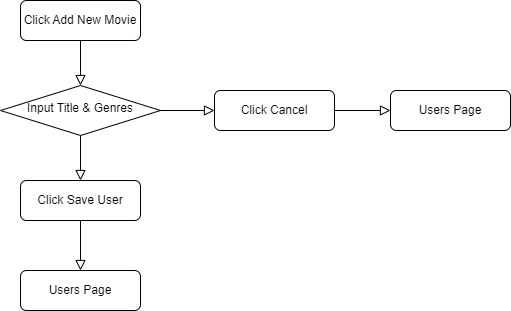 Click Add New Movie
Input Title & Genres
Click Cancel
Users Page
Click Save User
Users Page